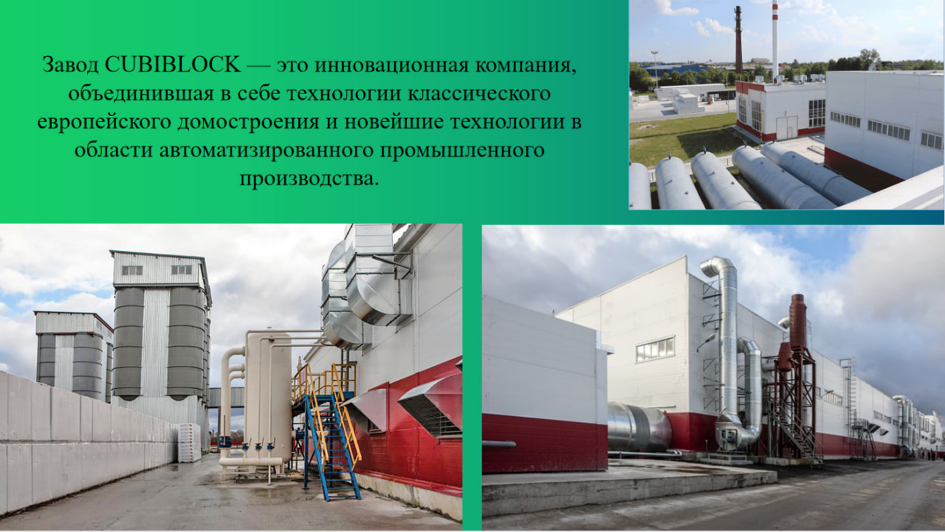 Завод CUBIBLOCK — это инновационная компания,
объединившая в себе технологии классического
европейского домостроения и новейшие технологии в
области автоматизированного промышленного
производства.